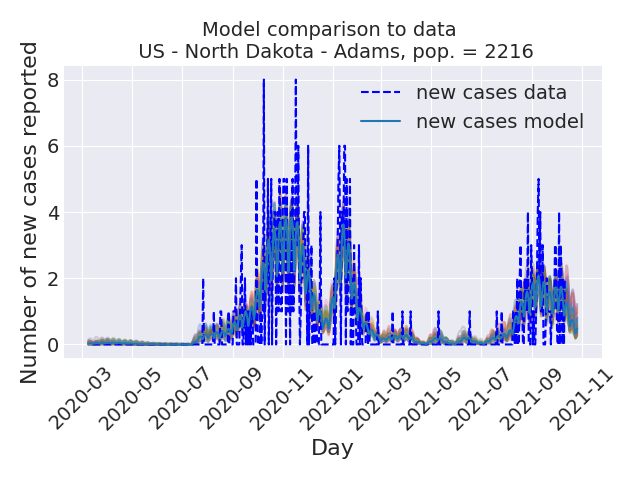 Model comparison to data
US - North Dakota - Adams, pop. = 2216
Number of new cases reported
8
6
4
2
0
new cases data
new cases model
2020-03
2020-05
2020-07
2020-09
2020-11
2021-01
2021-03
2021-05
2021-07
2021-09
2021-11
Day